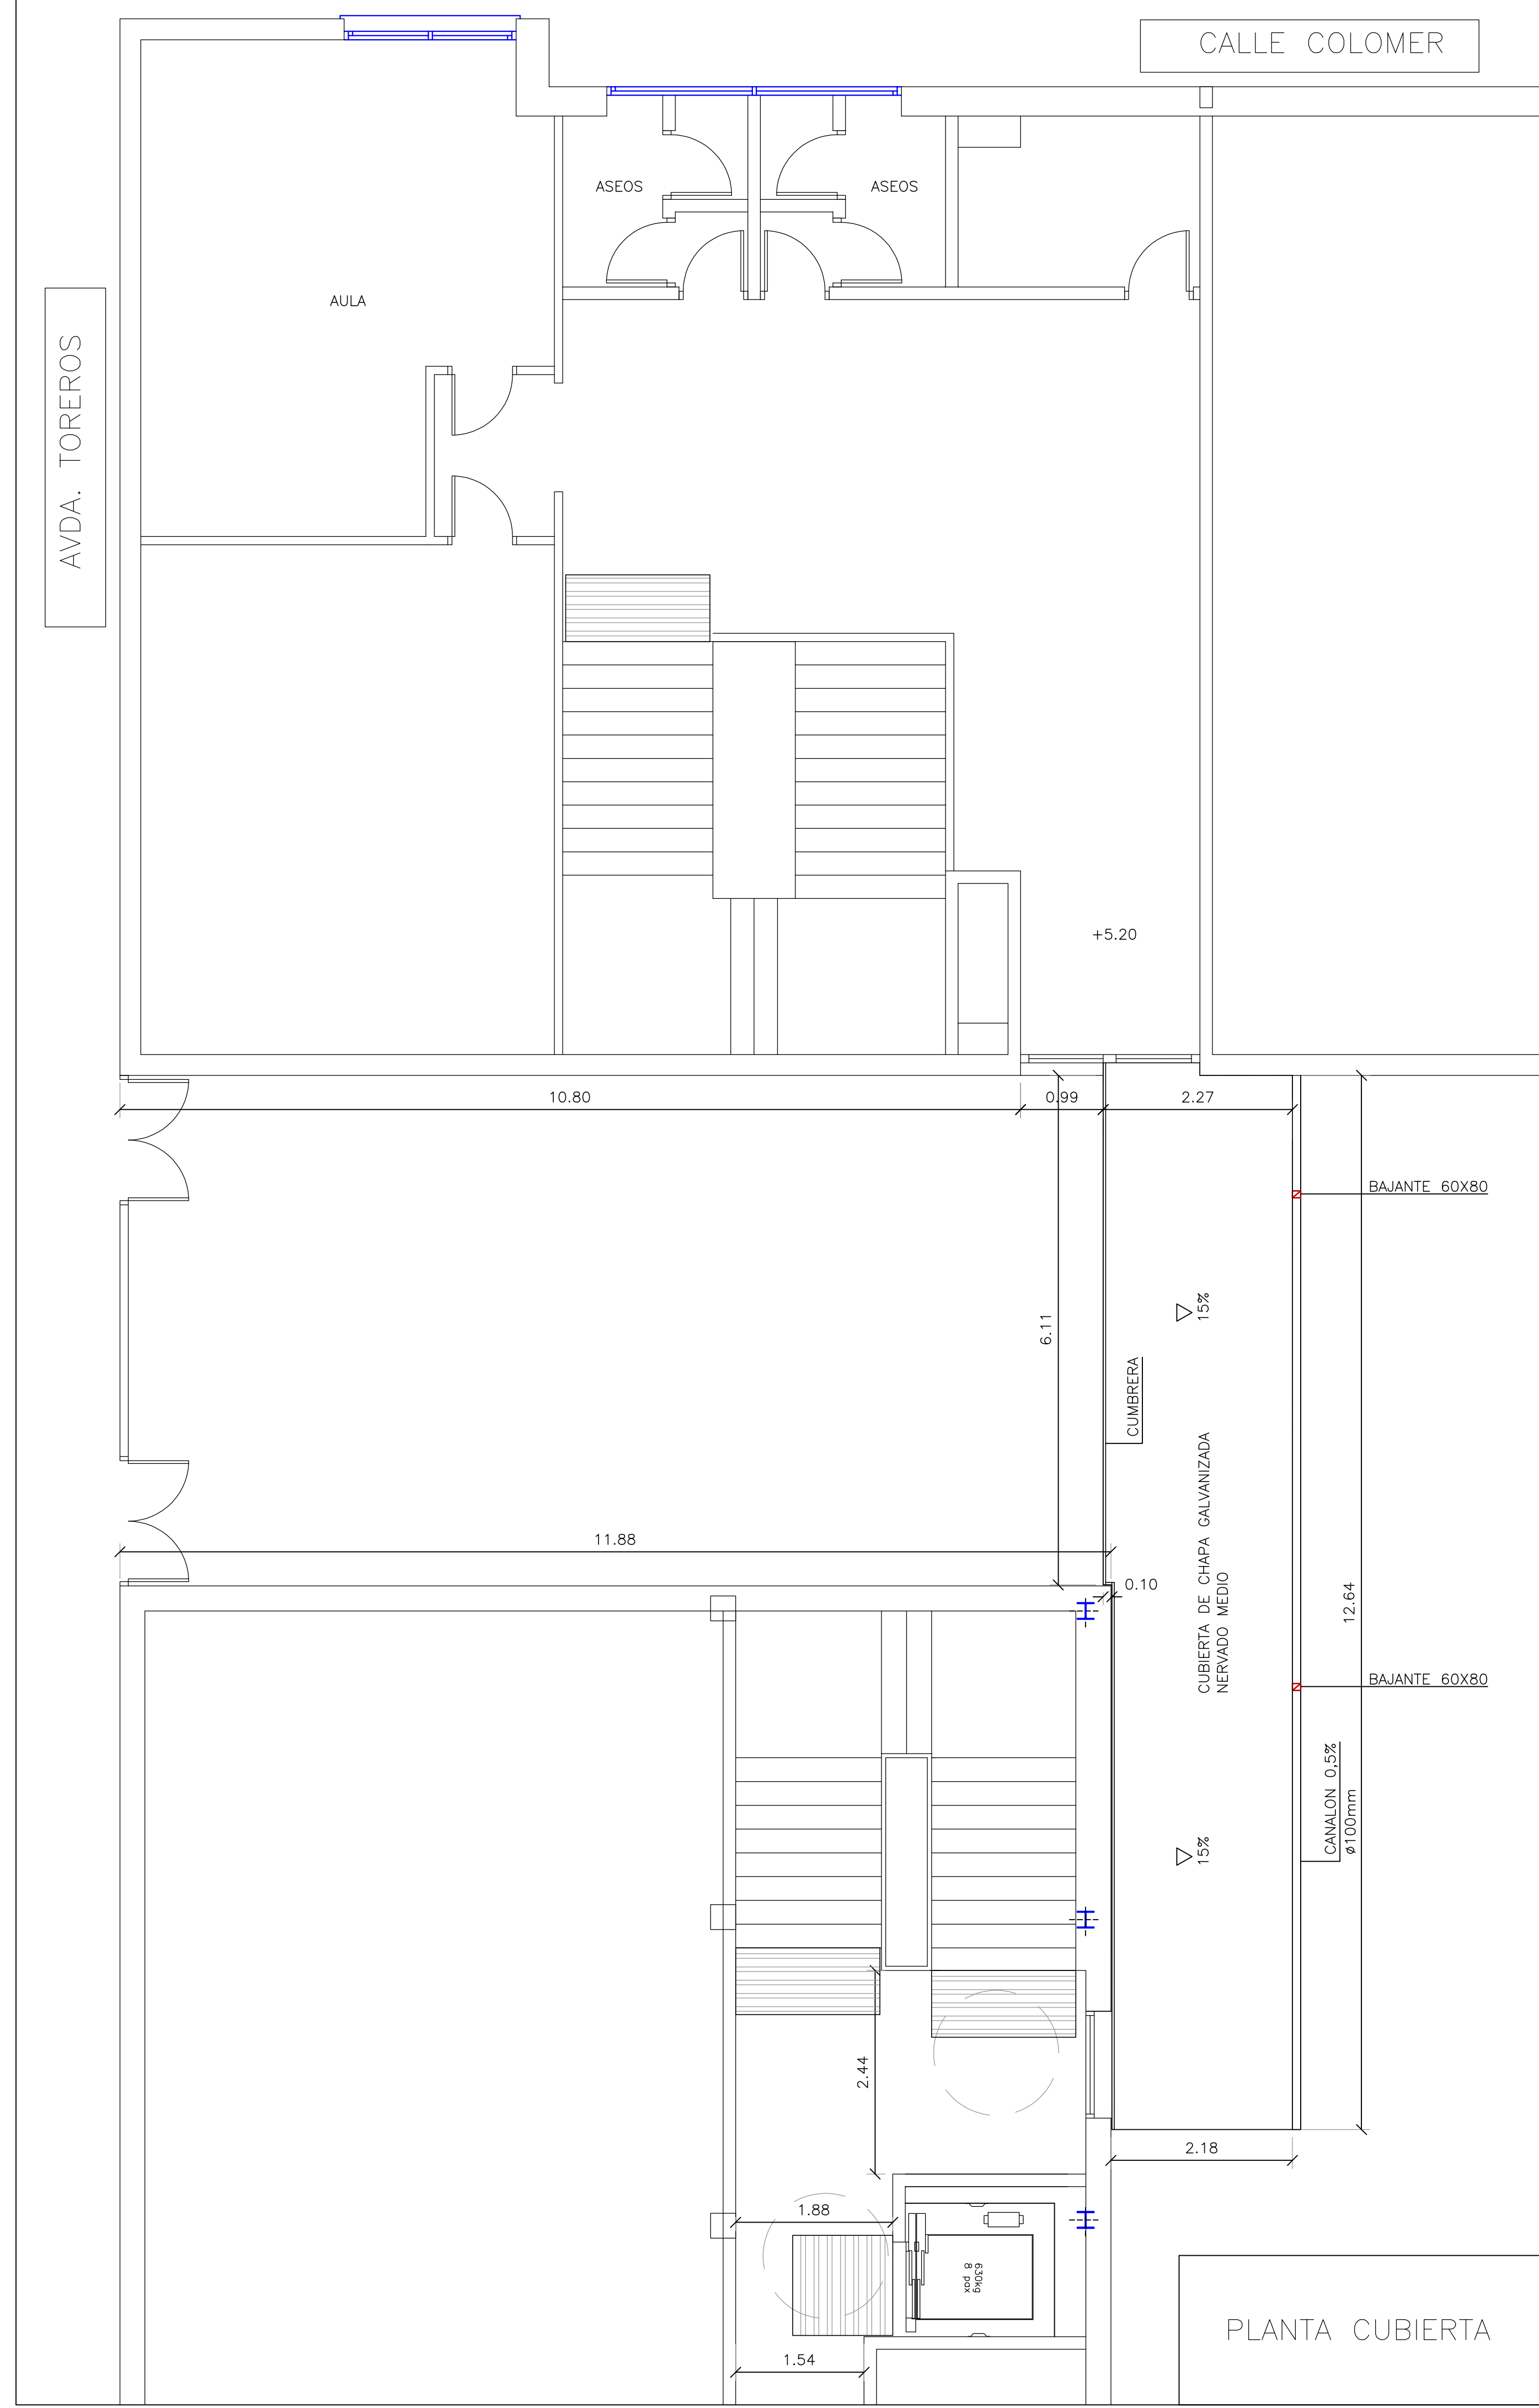 CALLE COLOMER
ASEOS
ASEOS
AULA
AVDA. TOREROS
+5.20
10.80
0.99
2.27
BAJANTE 60X80
15%
6.11
CUMBRERA
CUBIERTA DE CHAPA GALVANIZADA
NERVADO MEDIO
11.88
0.10
12.64
BAJANTE 60X80
CANALON 0,5%
ø100mm
15%
2.44
2.18
1.88
630kg
8 pax
1.54
PLANTA CUBIERTA